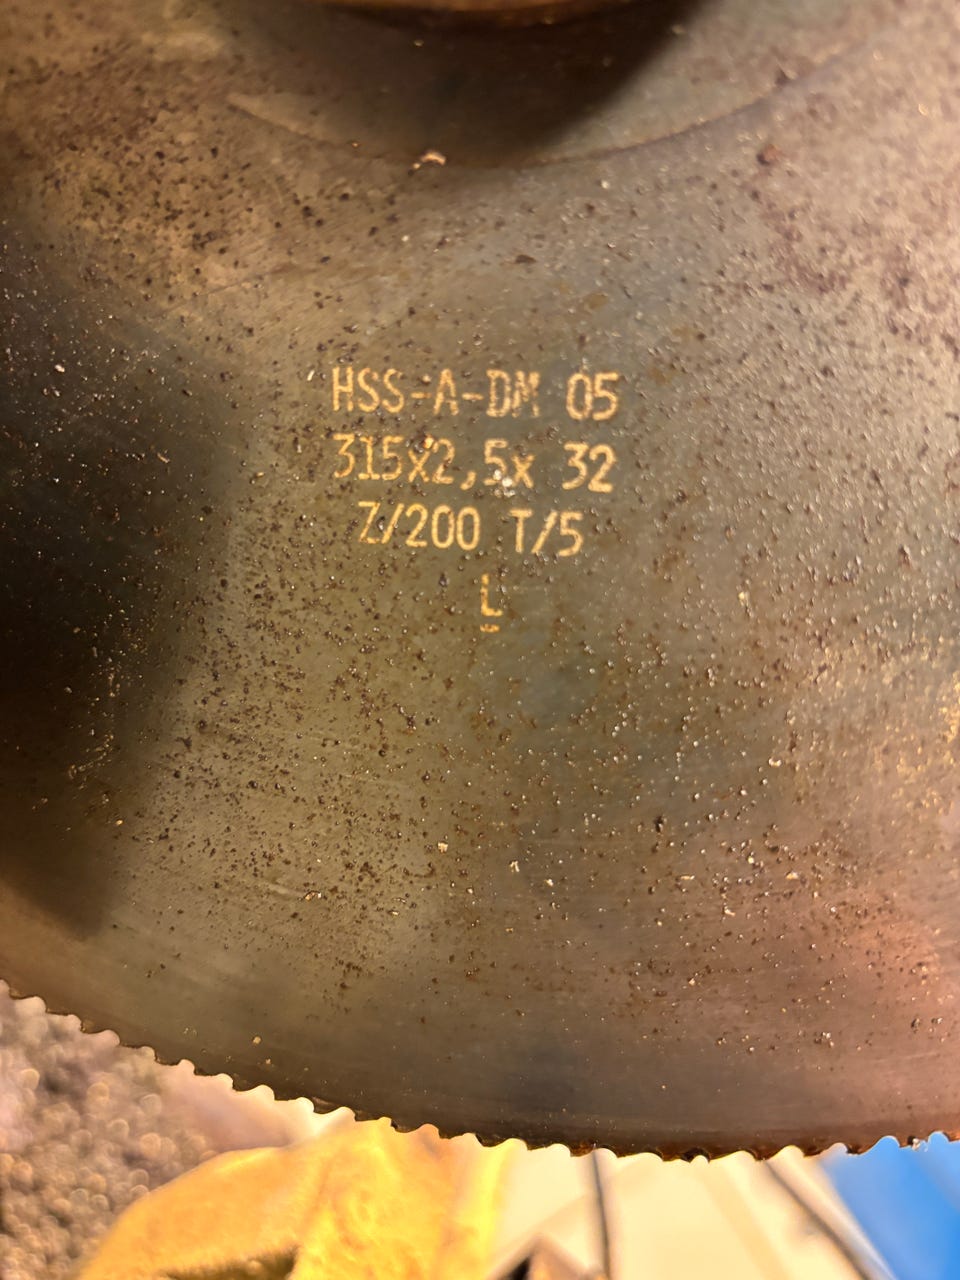 HSS-A-DM 05
315x2,5x 32
Z/200 T/5
L